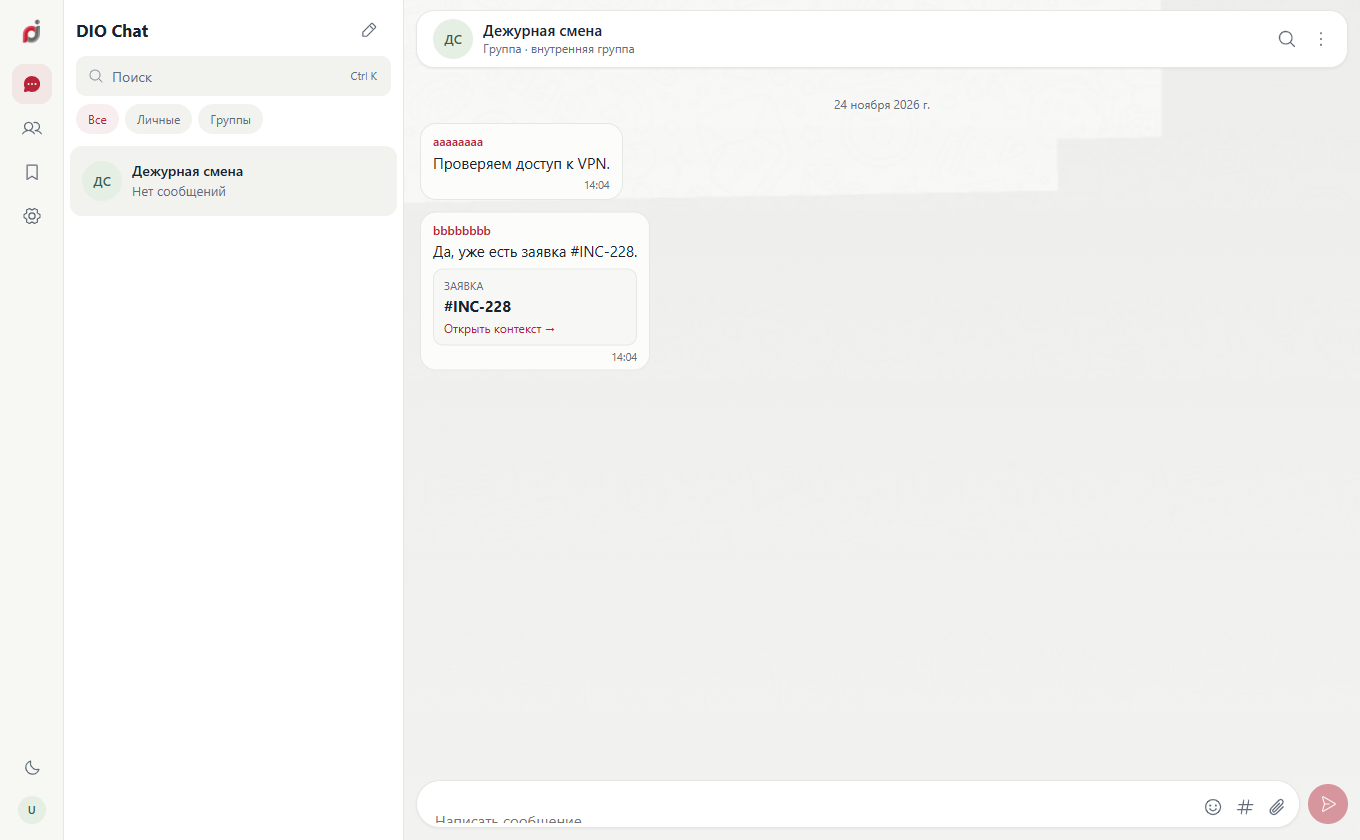 DIO Chat
Поиск
Ctrl K
Все
Личные
Группы
ДС
Дежурная смена
Нет сообщений
U
ДС
Дежурная смена
Группа · внутренняя группа
24 ноября 2026 г.
aaaaaaaa
Проверяем доступ к VPN.
14:04
bbbbbbbb
Да, уже есть заявка #INC-228.
ЗАЯВКА
#INC-228
Открыть контекст →
14:04
Написать сообщение